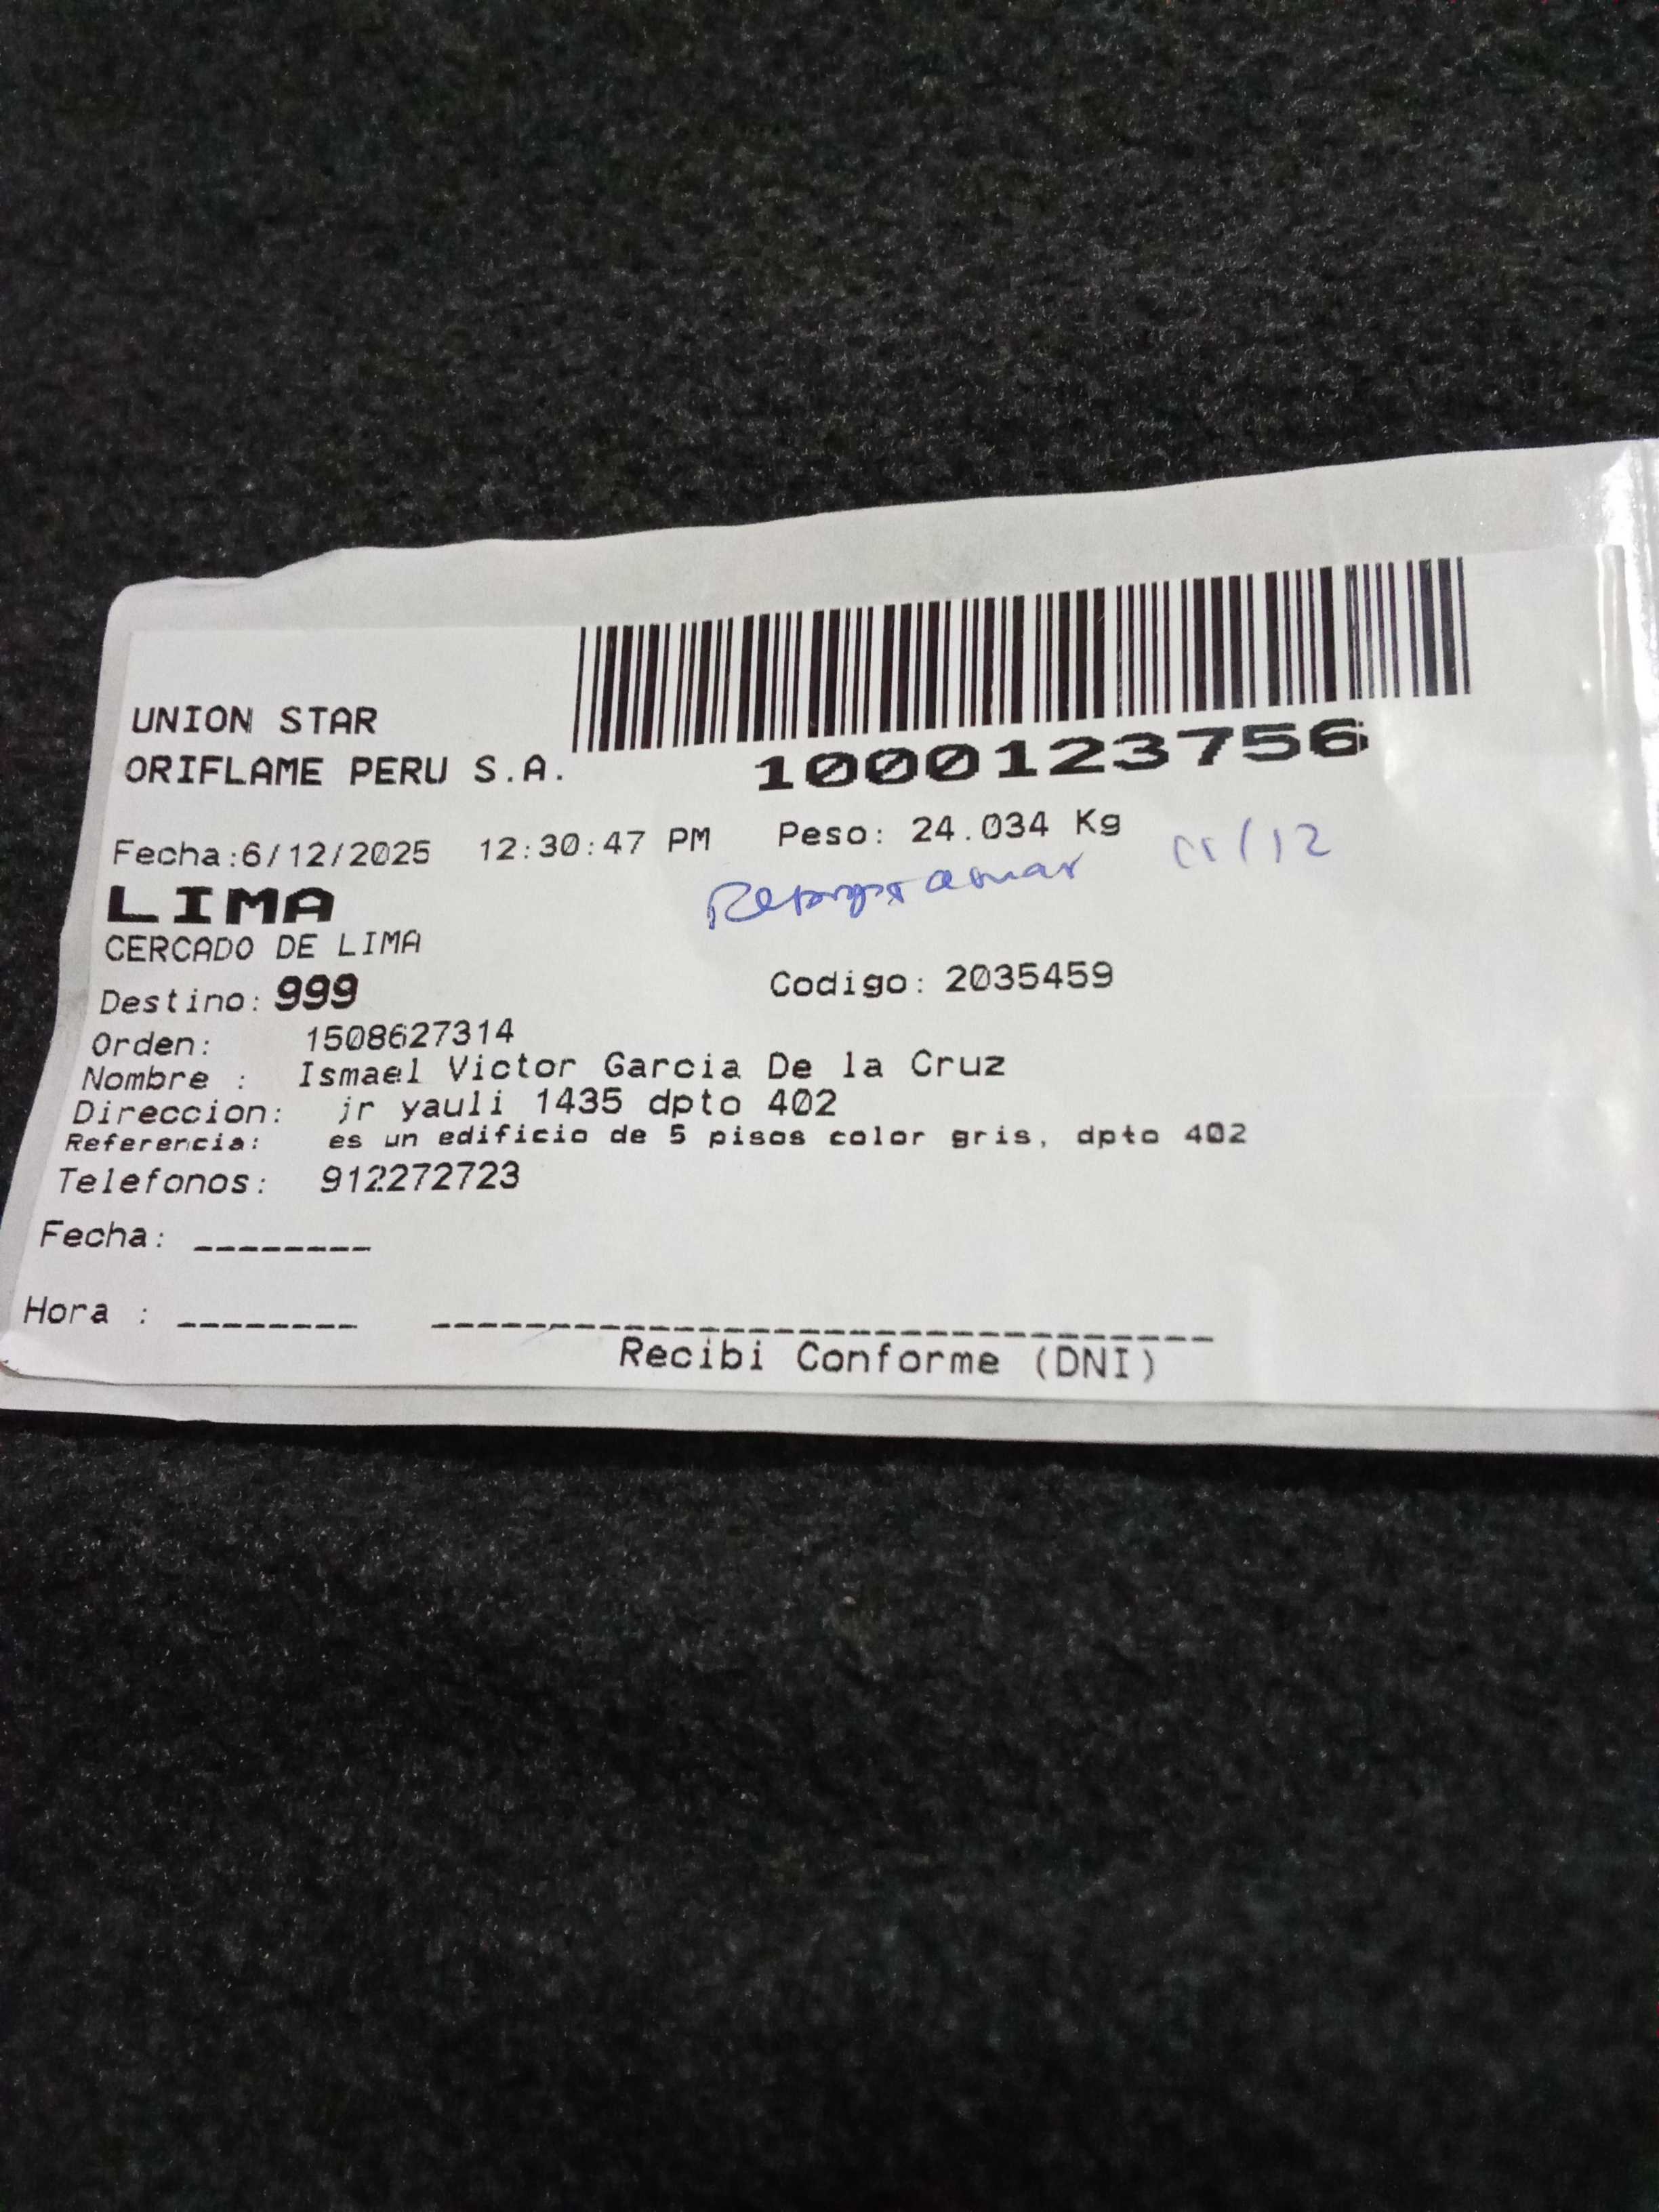 UNION STAR
ORIFLAME PERU S.A.
1000123756
Fecha:6/12/2025 12:30:47 PM Peso: 24.034 Kg
/12
LIMA
CERCADO DE LIMA
Destino: 999 Codigo: 2035459
Orden: 1508627314
Nombre : Ismael Victor Garcia De la Cruz
Direccion: jr yauli 1435 dpto 402
Referencia: es un edificio de 5 pisos color gris, dpto 402
Telefonos: 912272723
Fecha: ________
Hora : ________
Recibi Conforme (DNI)